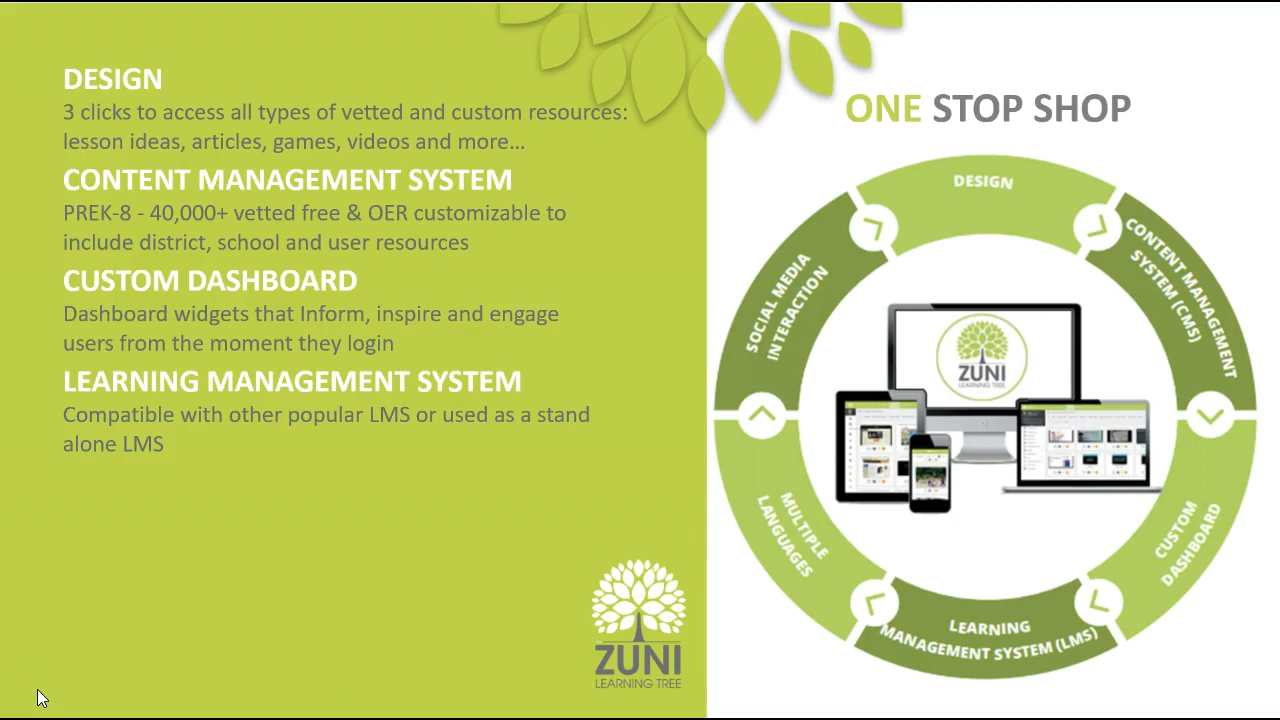 DESIGN
3 clicks to access all types of vetted and custom resources:
lesson ideas, articles, games, videos and more...
CONTENT MANAGEMENT SYSTEM
PREK-8 - 40,000+ vetted free & OER customizable to
include district, school and user resources
CUSTOM DASHBOARD
Dashboard widgets that Inform, inspire and engage
users from the moment they login
LEARNING MANAGEMENT SYSTEM
Compatible with other popular LMS or used as a stand
alone LMS
ZUNI
LEARNING TREE
ONE STOP SHOP
DESIGN
CONTENT MANAGEMENT
SYSTEM (CMS)
CUSTOM
DASHBOARD
LEARNING
MANAGEMENT SYSTEM (LMS)
MULTIPLE
LANGUAGES
SOCIAL MEDIA
INTERACTION
ZUNI
LEARNING TREE